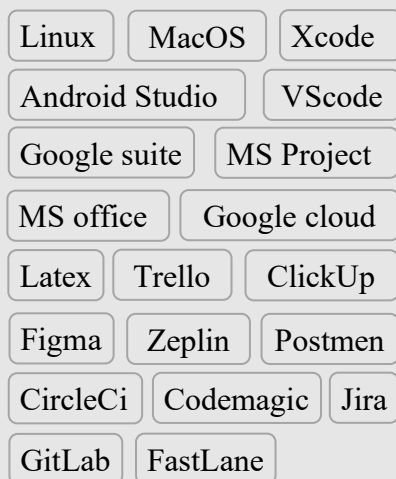 Linux MacOS Xcode
Android Studio VScode
Google suite MS Project
MS office Google cloud
Latex Trello ClickUp
Figma Zeplin Postmen
CircleCi Codemagic Jira
GitLab FastLane